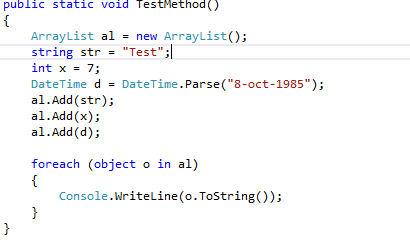 public static void TestMethod()
{
    ArrayList al = new ArrayList();
    string str = "Test";
    int x = 7;
    DateTime d = DateTime.Parse("8-oct-1985");
    al.Add(str);
    al.Add(x);
    al.Add(d);

    foreach (object o in al)
    {
        Console.WriteLine(o.ToString());
    }
}